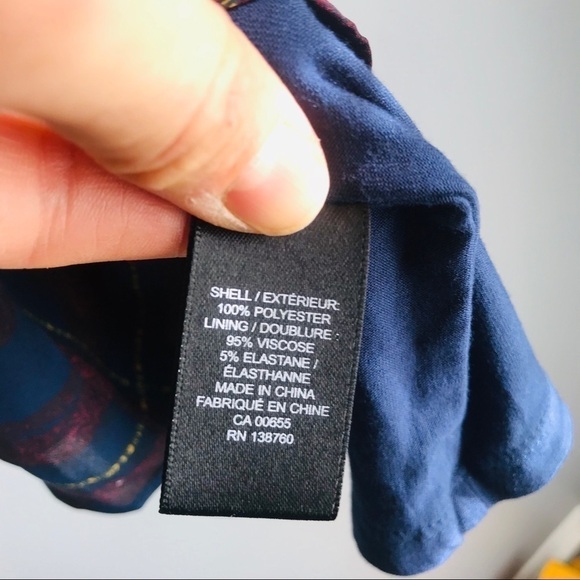 SHELL / EXTÉRIEUR:
100% POLYESTER
LINING / DOUBLURE :
95% VISCOSE
5% ELASTANE /
ÉLASTHANNE
MADE IN CHINA
FABRIQUÉ EN CHINE
CA 00655
RN 138760